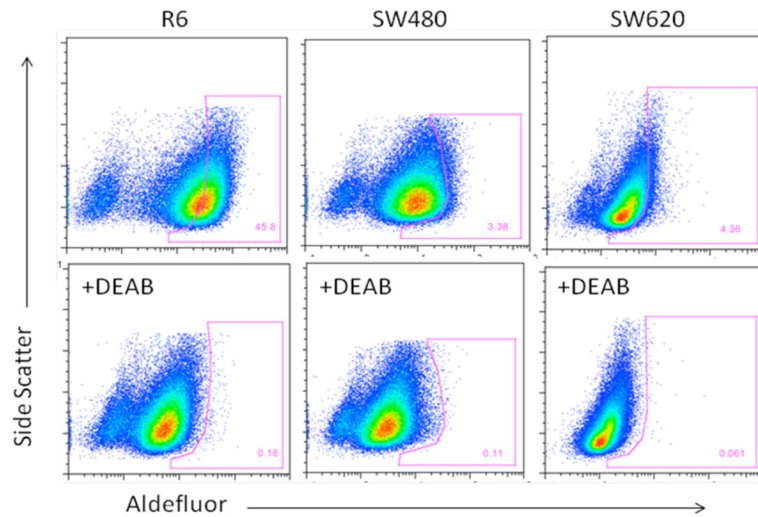 R6 SW480 SW620
45.8 3.38 4.36
+DEAB +DEAB +DEAB
0.18 0.11 0.061
Side Scatter
Aldefluor